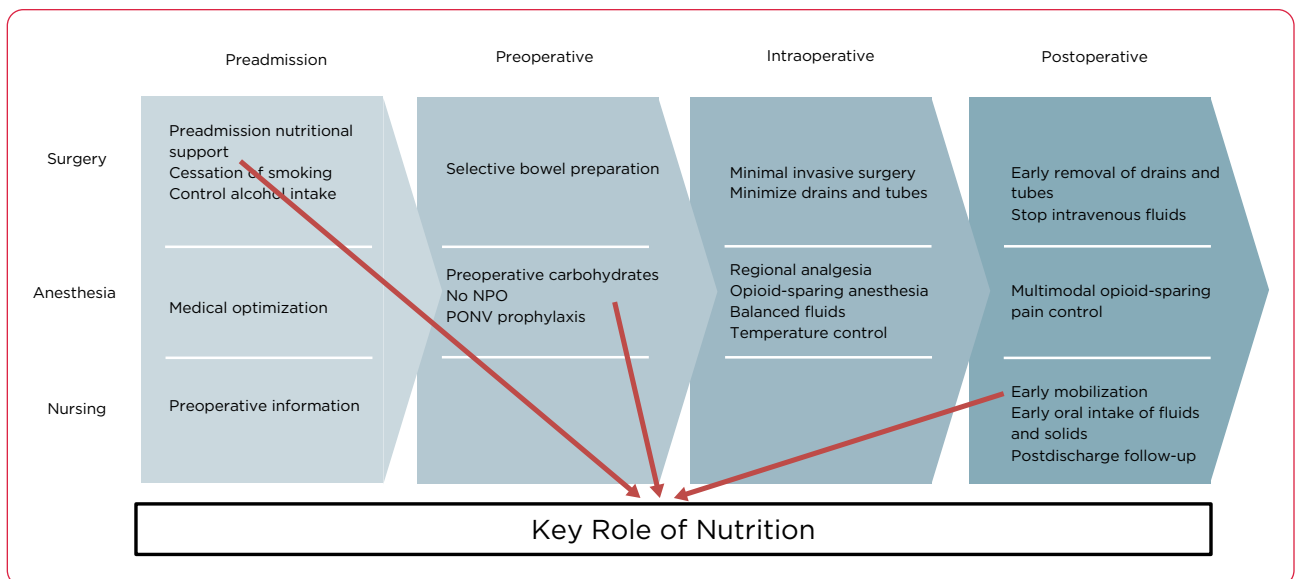 Preadmission
Preoperative
Intraoperative
Postoperative
Surgery
Preadmission nutritional
support
Cessation of smoking
Control alcohol intake
Selective bowel preparation
Minimal invasive surgery
Minimize drains and tubes
Early removal of drains and
tubes
Stop intravenous fluids
Anesthesia
Medical optimization
Preoperative carbohydrates
No NPO
PONV prophylaxis
Regional analgesia
Opioid-sparing anesthesia
Balanced fluids
Temperature control
Multimodal opioid-sparing
pain control
Nursing
Preoperative information
Early mobilization
Early oral intake of fluids
and solids
Postdischarge follow-up
Key Role of Nutrition